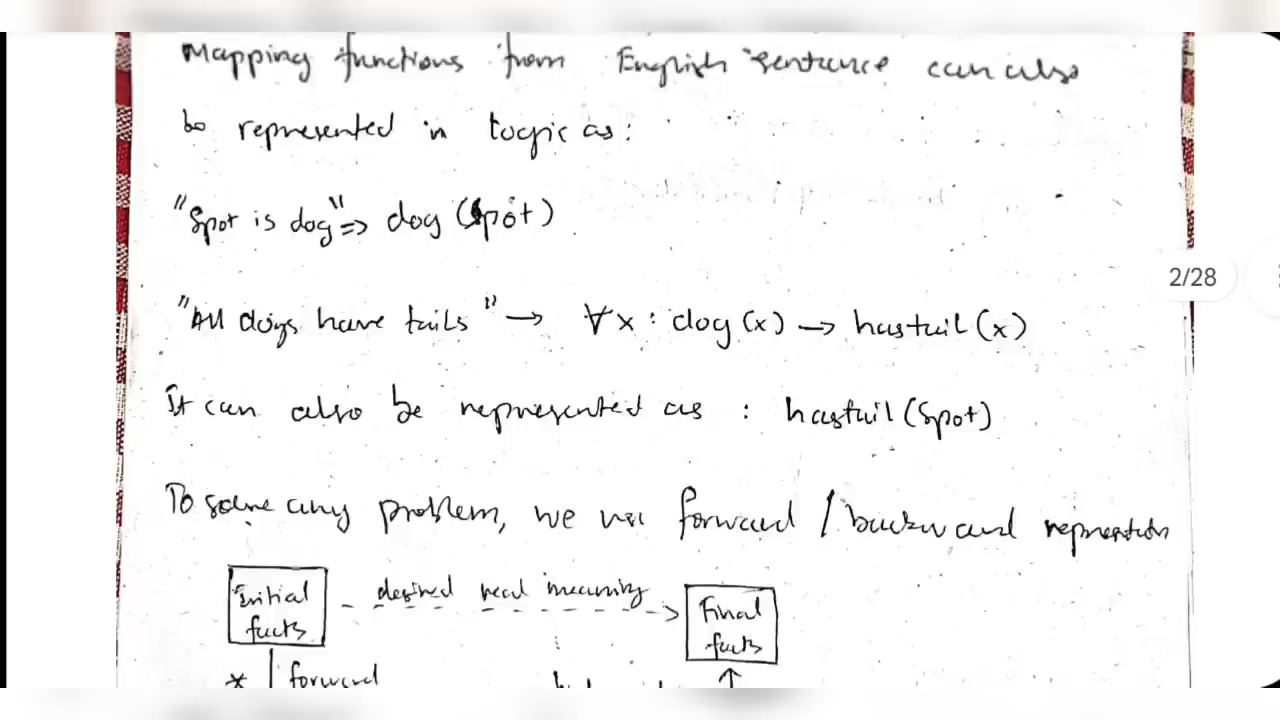 Mapping functions from English sentence can also
be represented in logic as:
"Spot is dog" => dog (Spot)
"All dogs have tails" → ∀x : dog(x) → hastail(x)
2/28
It can also be represented as : hastail(Spot)
To solve any problem, we use forward / backward representation
Initial
facts
desired real meaning
Final
facts
* forward